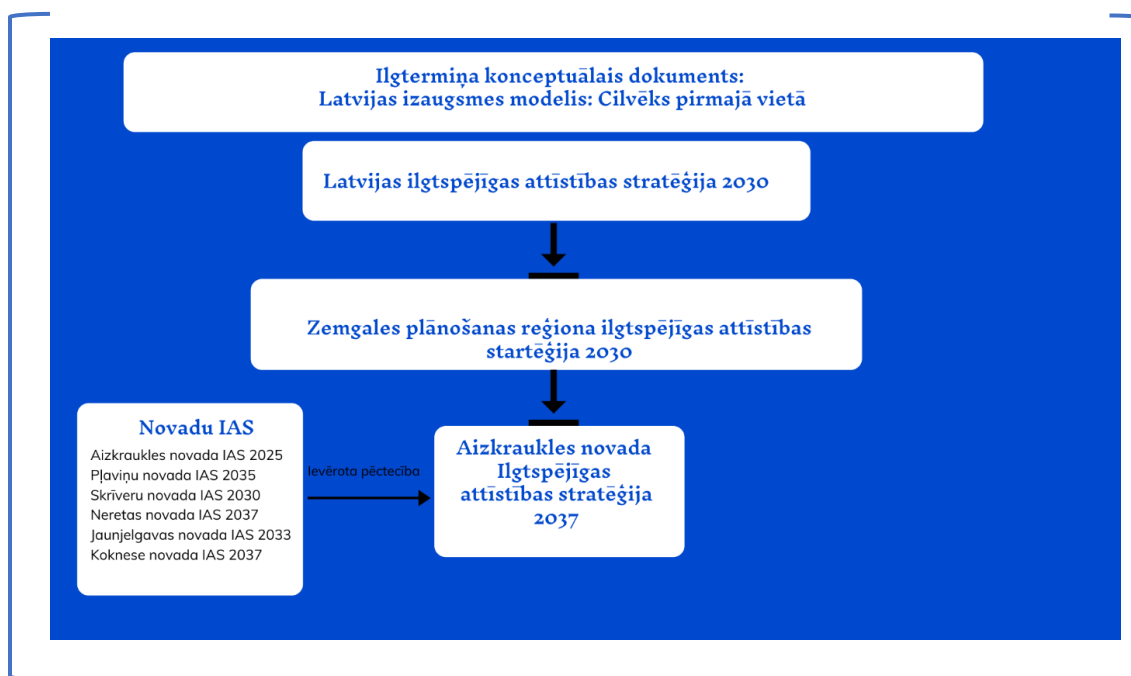 Ilgtermiņa konceptuālais dokuments:
Latvijas izaugsmes modelis: Cilvēks pirmajā vietā
Latvijas ilgtspējīgas attīstības stratēģija 2030
Zemgales plānošanas reģiona ilgtspējīgas attīstības
startēģija 2030
Novadu IAS
Aizkraukles novada IAS 2025
Pļaviņu novada IAS 2035
Skrīveru novada IAS 2030
Neretas novada IAS 2037
Jaunjelgavas novada IAS 2033
Koknese novada IAS 2037
Ievērota pēctecība
Aizkraukles novada
Ilgtspējīgas
attīstības stratēģija
2037